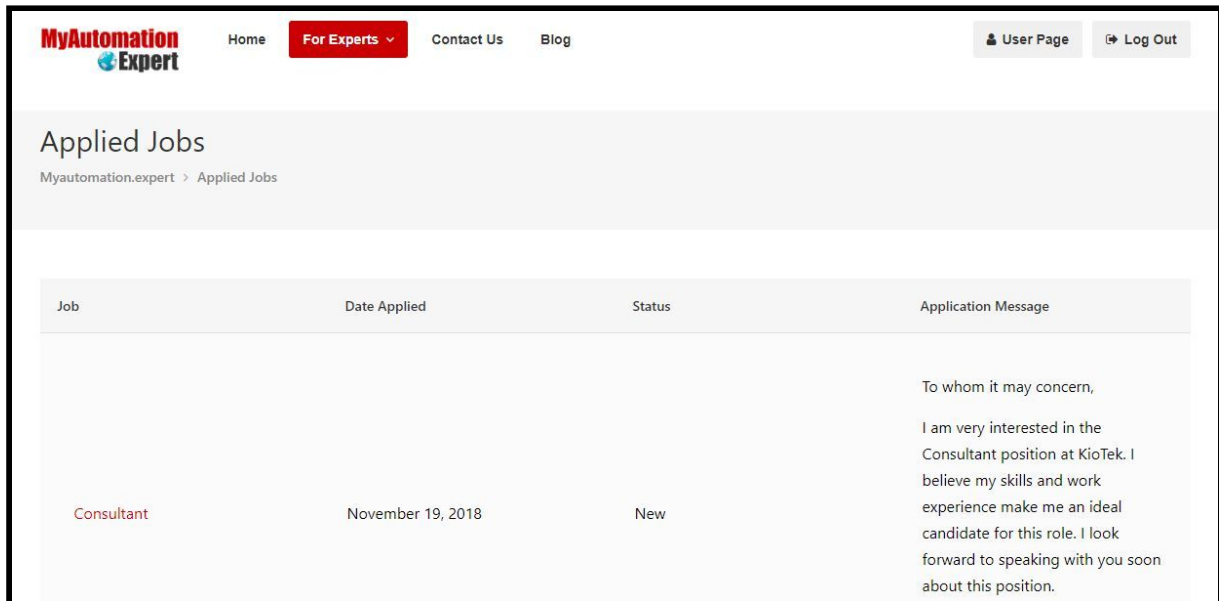 MyAutomation Expert
Home For Experts Contact Us Blog User Page Log Out
Applied Jobs
Myautomation.expert > Applied Jobs
Job Date Applied Status Application Message
To whom it may concern,
I am very interested in the
Consultant position at KioTek. I
believe my skills and work
experience make me an ideal
candidate for this role. I look
forward to speaking with you soon
about this position.
Consultant November 19, 2018 New